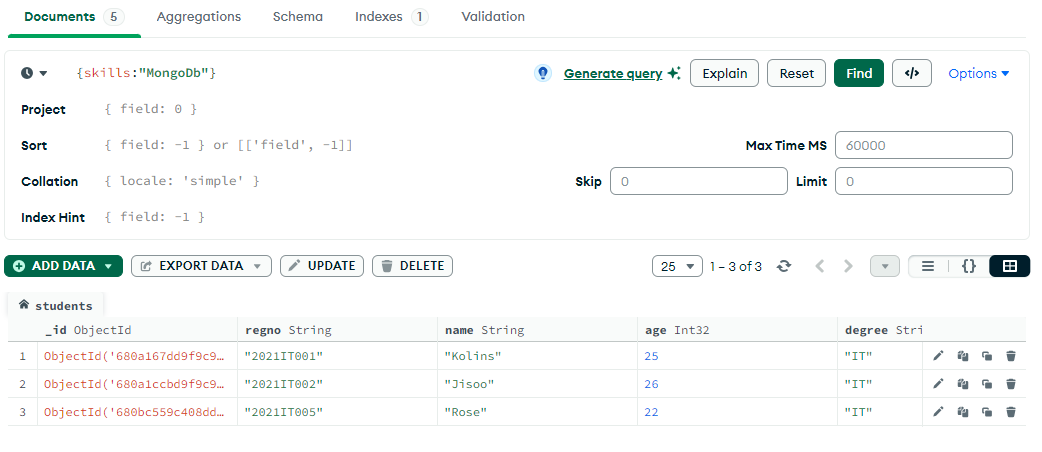 Documents 5 Aggregations Schema Indexes 1 Validation
{skills:"MongoDb"} Generate query Explain Reset Find </> Options
Project { field: 0 }
Sort { field: -1 } or [['field', -1]] Max Time MS 60000
Collation { locale: 'simple' } Skip 0 Limit 0
Index Hint { field: -1 }
ADD DATA EXPORT DATA UPDATE DELETE 25 1 – 3 of 3 {}
students
_id ObjectId regno String name String age Int32 degree Stri
1 ObjectId('680a167dd9f9c9… "2021IT001" "Kolins" 25 "IT"
2 ObjectId('680a1ccbd9f9c9… "2021IT002" "Jisoo" 26 "IT"
3 ObjectId('680bc559c408dd… "2021IT005" "Rose" 22 "IT"